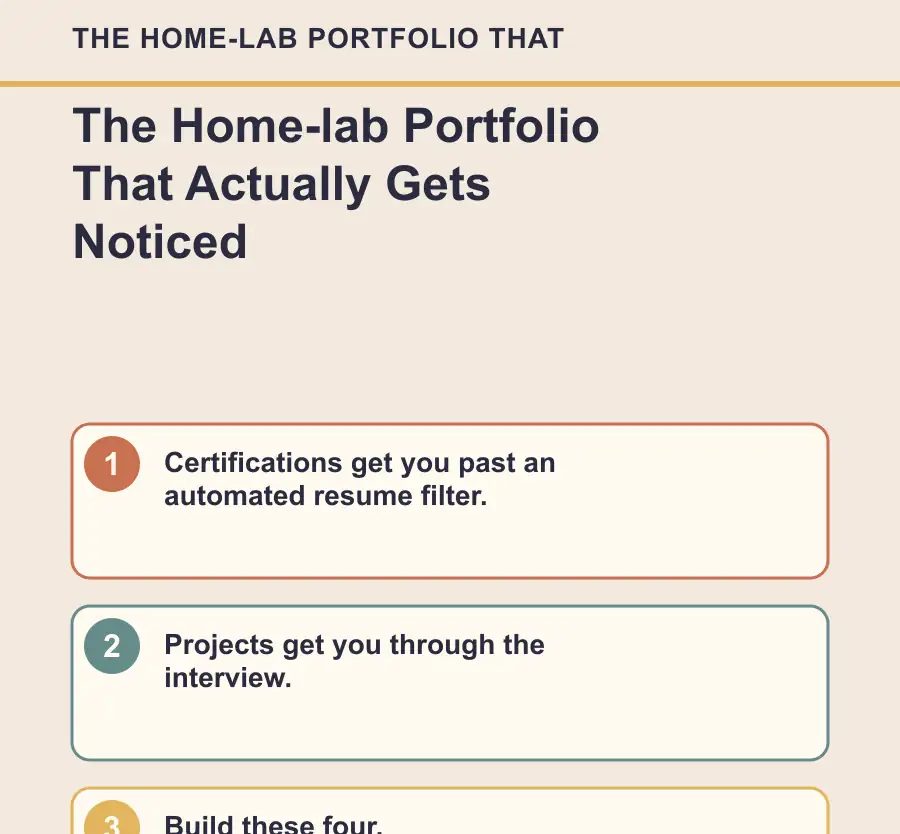 THE HOME-LAB PORTFOLIO THAT
The Home-lab Portfolio
That Actually Gets
Noticed
1
Certifications get you past an
automated resume filter.
2
Projects get you through the
interview.
3
Build these four.